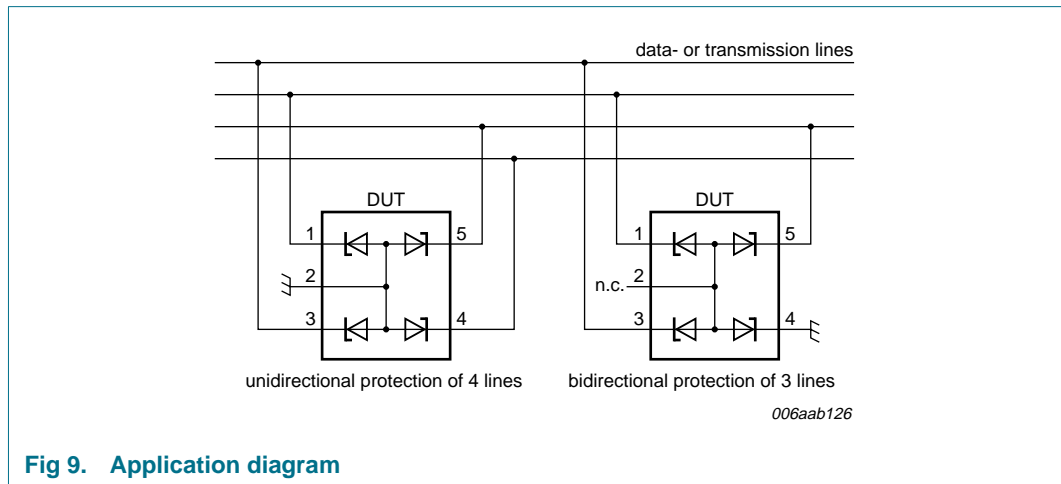 data- or transmission lines
DUT
DUT
1
5
1
5
2
n.c.
2
3
4
3
4
unidirectional protection of 4 lines
bidirectional protection of 3 lines
006aab126
Fig 9. Application diagram